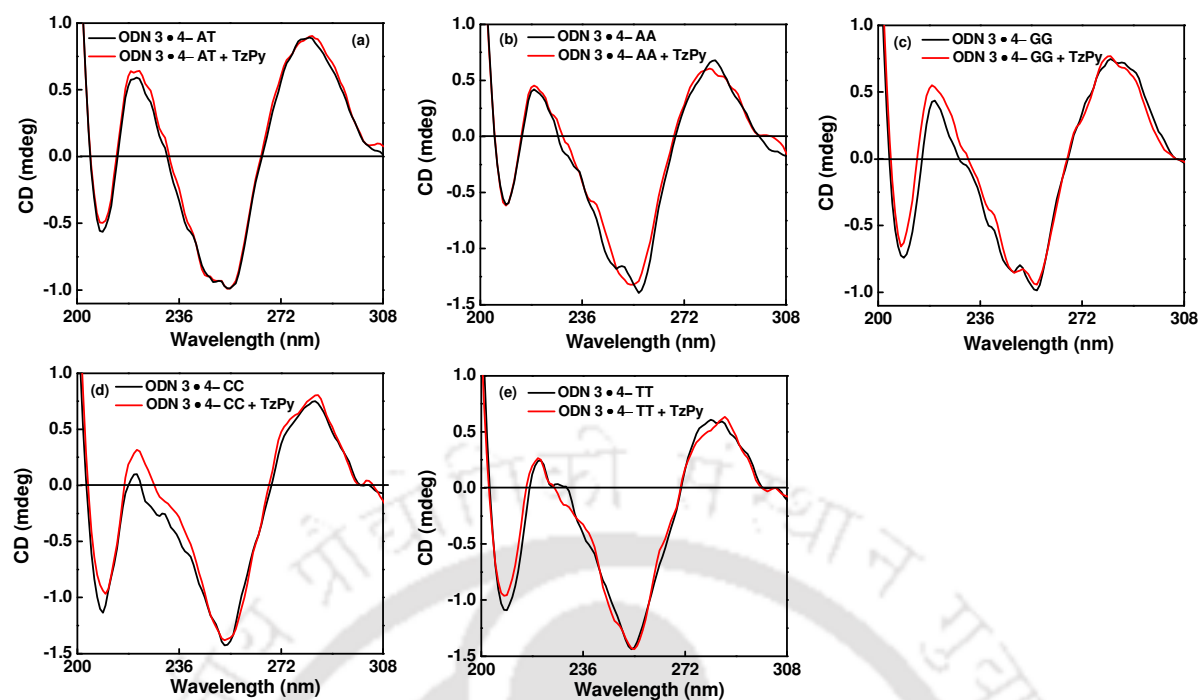 ODN 3 • 4– AT
ODN 3 • 4– AT + TzPy
(a)
1.0
0.5
0.0
-0.5
-1.0
CD (mdeg)
200 236 272 308
Wavelength (nm)
(b)
ODN 3 • 4– AA
ODN 3 • 4– AA + TzPy
1.0
0.5
0.0
-0.5
-1.0
-1.5
CD (mdeg)
200 236 272 308
Wavelength (nm)
(c)
ODN 3 • 4– GG
ODN 3 • 4– GG + TzPy
1.0
0.5
0.0
-0.5
-1.0
CD (mdeg)
200 236 272 308
Wavelength (nm)
(d)
ODN 3 • 4– CC
ODN 3 • 4– CC + TzPy
1.0
0.5
0.0
-0.5
-1.0
-1.5
CD (mdeg)
200 236 272 308
Wavelength (nm)
(e)
ODN 3 • 4– TT
ODN 3 • 4– TT + TzPy
1.0
0.5
0.0
-0.5
-1.0
-1.5
CD (mdeg)
200 236 272 308
Wavelength (nm)